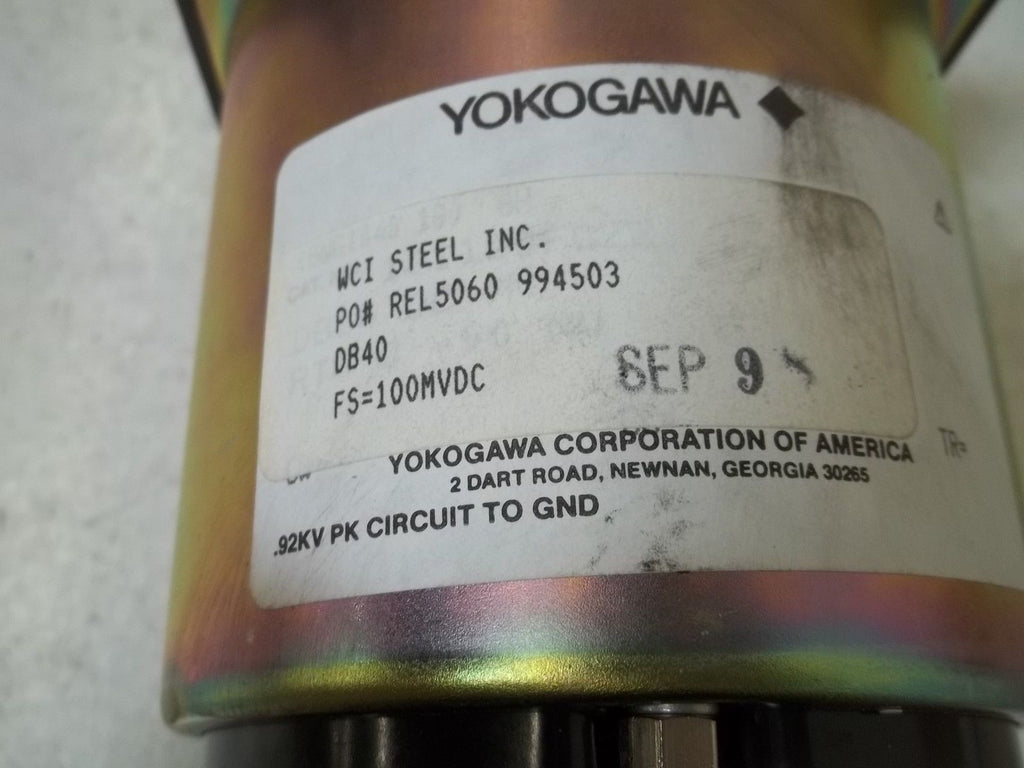 YOKOGAWA
WCI STEEL INC.
PO# REL5060 994503
DB40
FS=100MVDC
SEP 9
YOKOGAWA CORPORATION OF AMERICA
TR=
2 DART ROAD, NEWNAN, GEORGIA 30265
.92KV PK CIRCUIT TO GND